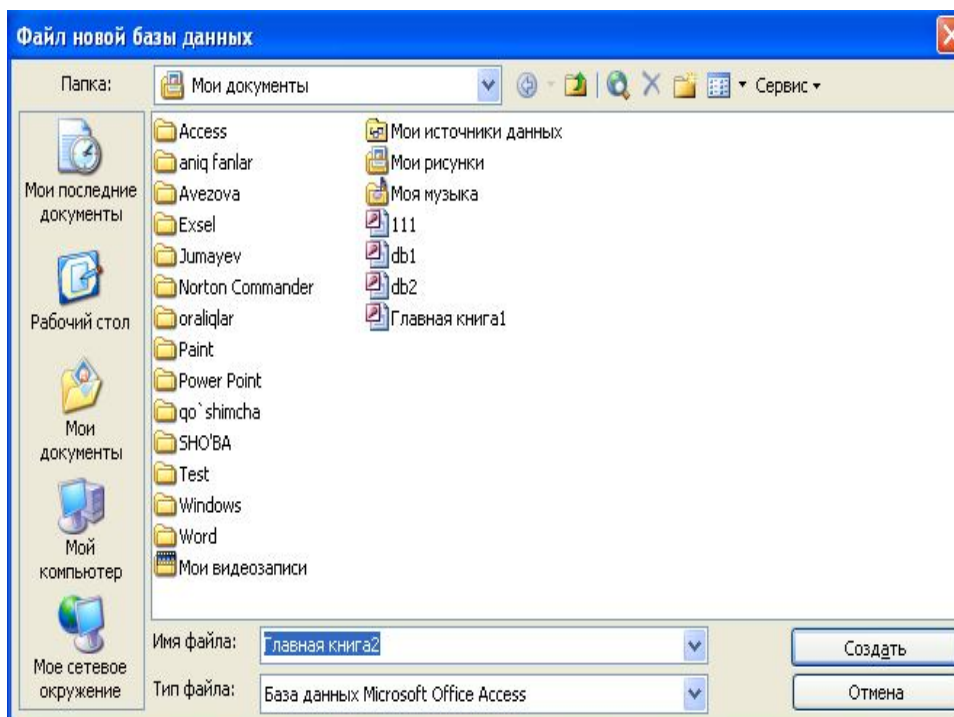 Файл новой базы данных
Папка:
Мои документы
Сервис
Мои последние
документы
Рабочий стол
Мои
документы
Мой
компьютер
Мое сетевое
окружение
Access
aniq fanlar
Avezova
Exsel
Jumayev
Norton Commander
oraliqlar
Paint
Power Point
qo`shimcha
SHO'BA
Test
Windows
Word
Мои видеозаписи
Мои источники данных
Мои рисунки
Моя музыка
111
db1
db2
Главная книга1
Имя файла:
Главная книга2
Создать
Тип файла:
База данных Microsoft Office Access
Отмена